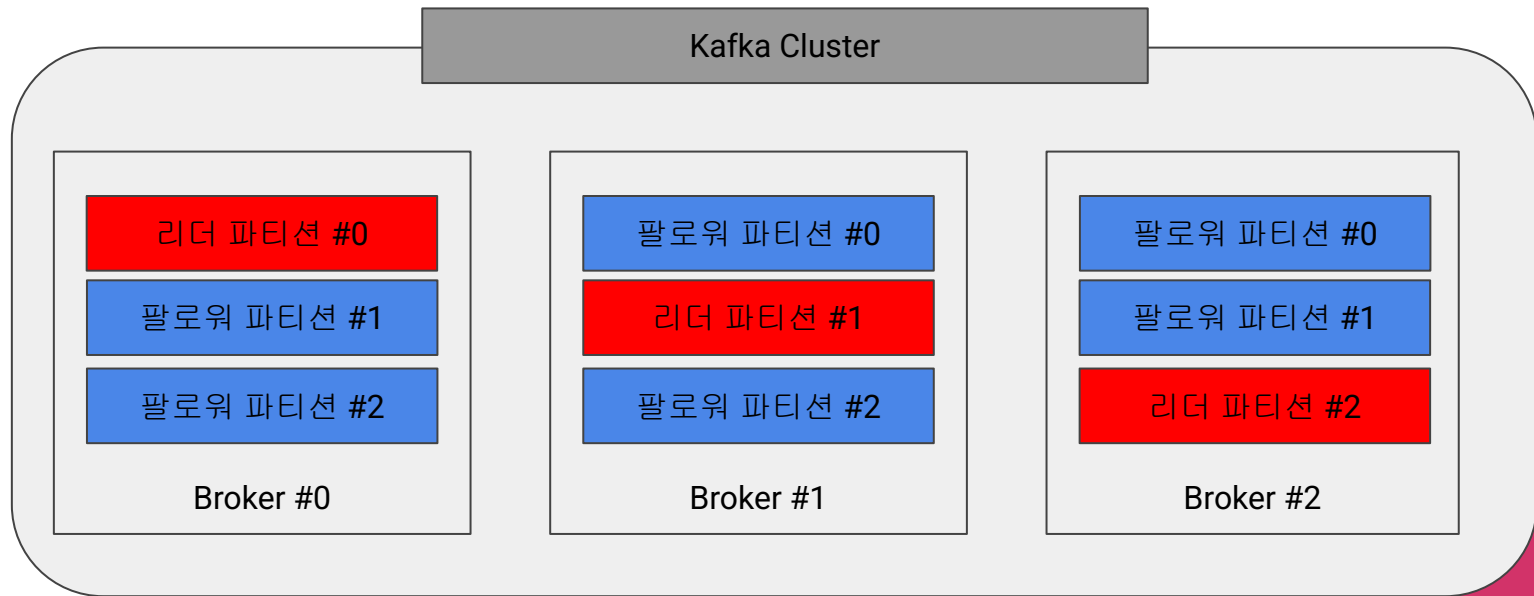 Kafka Cluster
리더 파티션 #0
팔로워 파티션 #1
팔로워 파티션 #2
Broker #0
팔로워 파티션 #0
리더 파티션 #1
팔로워 파티션 #2
Broker #1
팔로워 파티션 #0
팔로워 파티션 #1
리더 파티션 #2
Broker #2